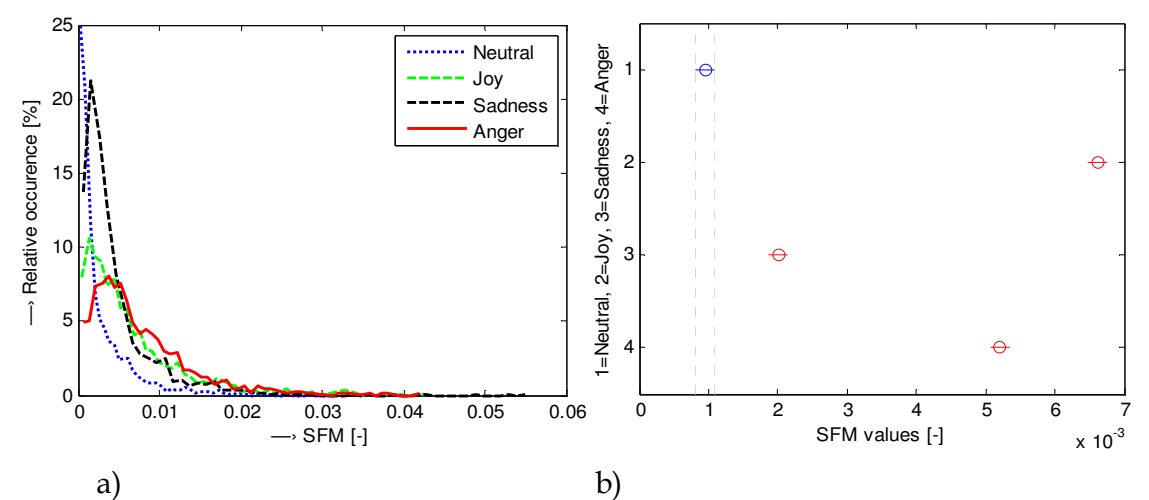 25
20
15
10
5
0
—› Relative occurence [%]
Neutral
Joy
Sadness
Anger
0 0.01 0.02 0.03 0.04 0.05 0.06
—› SFM [-]
a)
1=Neutral, 2=Joy, 3=Sadness, 4=Anger
1
2
3
4
0 1 2 3 4 5 6 7
SFM values [-]
x 10⁻³
b)